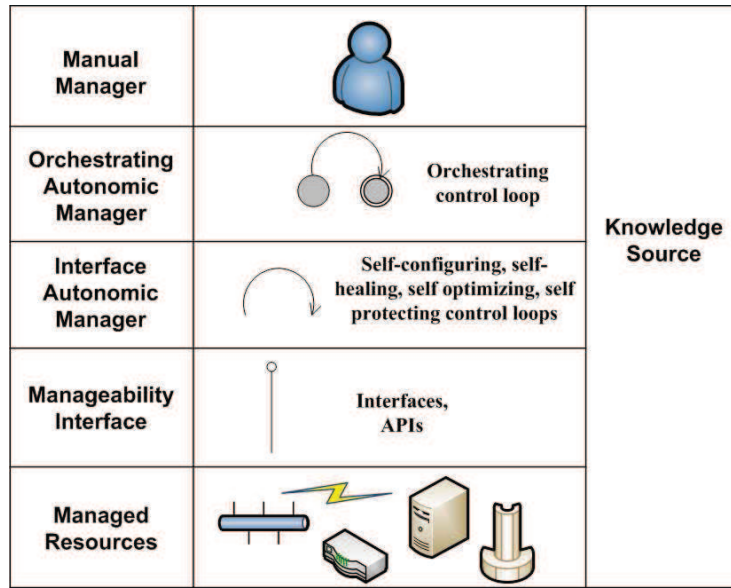 Manual
Manager
Orchestrating
Autonomic
Manager
Orchestrating
control loop
Interface
Autonomic
Manager
Self-configuring, self-
healing, self optimizing, self
protecting control loops
Manageability
Interface
Interfaces,
APIs
Managed
Resources
Knowledge
Source